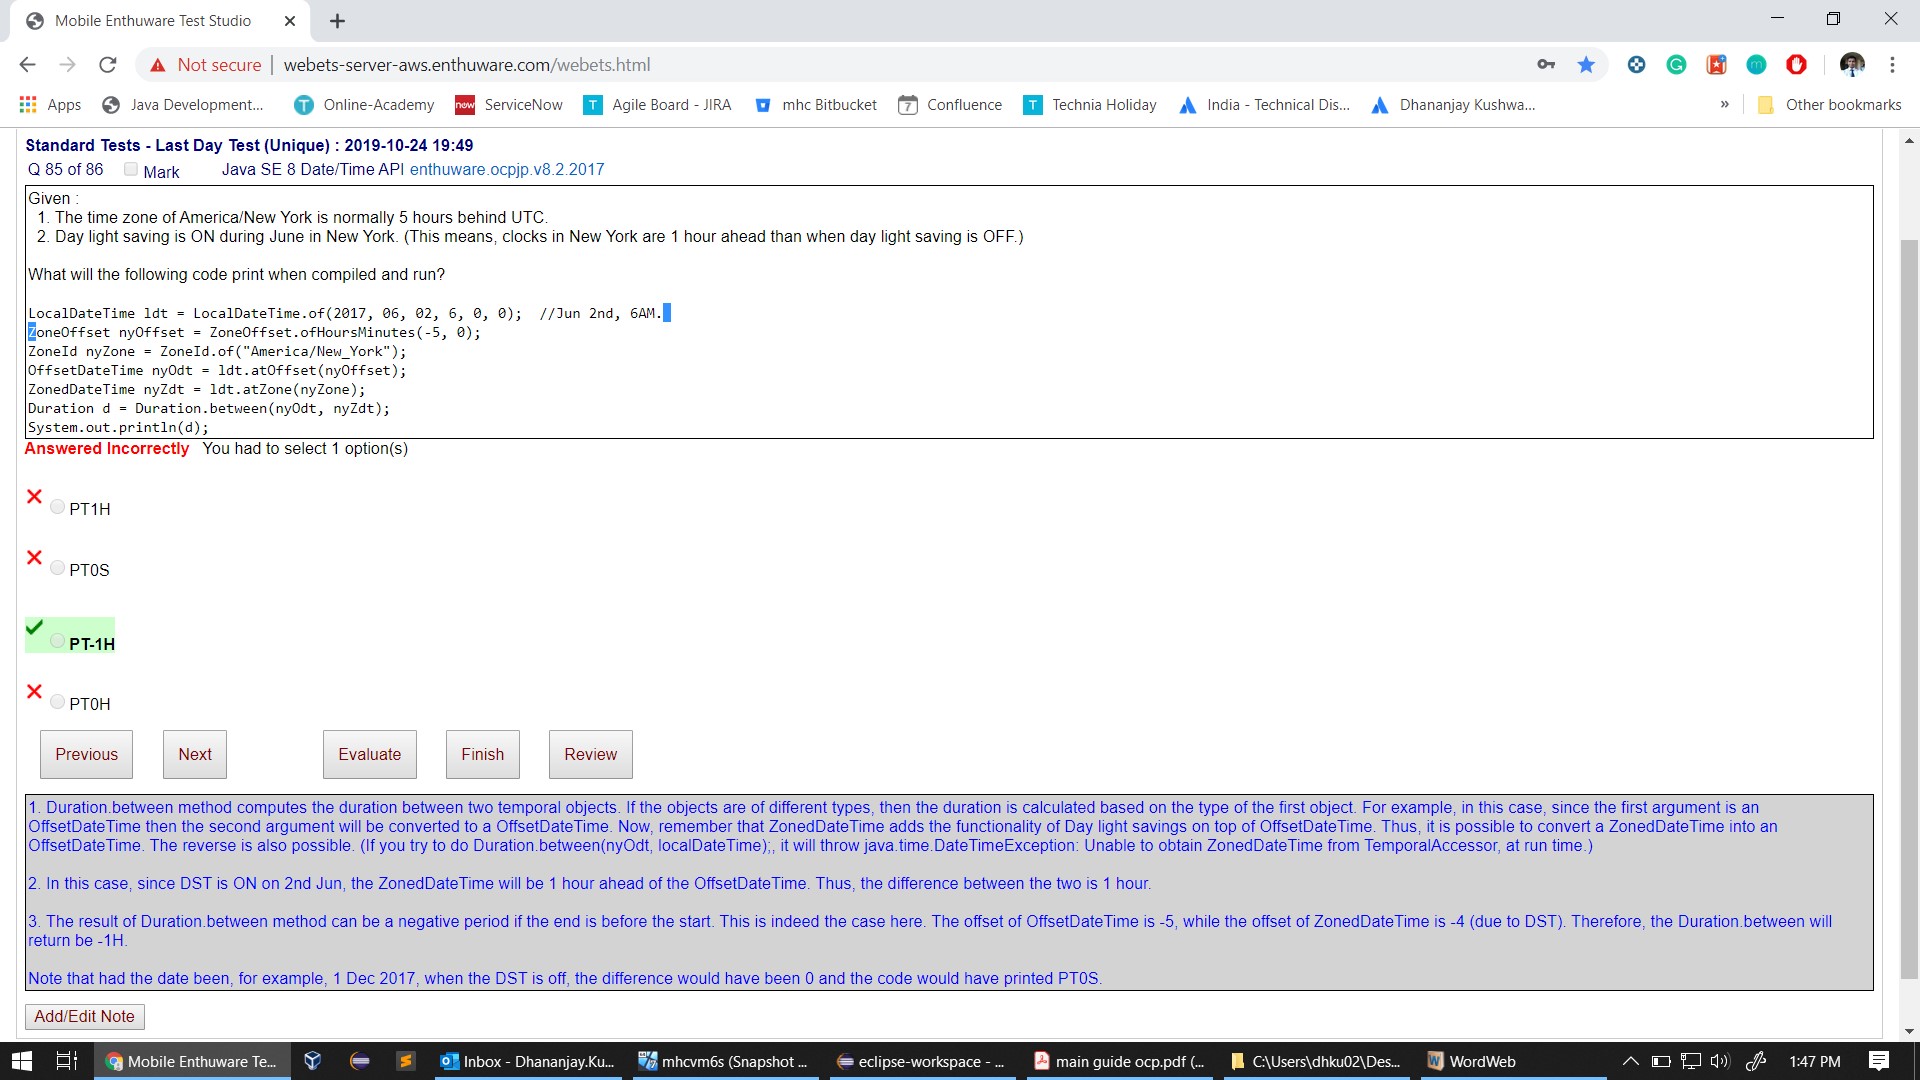 Mobile Enthuware Test Studio
Not secure | webets-server-aws.enthuware.com/webets.html
Apps Java Development... Online-Academy ServiceNow Agile Board - JIRA mhc Bitbucket Confluence Technia Holiday India - Technical Dis... Dhananjay Kushwa... » Other bookmarks
Standard Tests - Last Day Test (Unique) : 2019-10-24 19:49
Q 85 of 86 Mark Java SE 8 Date/Time API enthuware.ocpjp.v8.2.2017
Given :
1. The time zone of America/New York is normally 5 hours behind UTC.
2. Day light saving is ON during June in New York. (This means, clocks in New York are 1 hour ahead than when day light saving is OFF.)
What will the following code print when compiled and run?
LocalDateTime ldt = LocalDateTime.of(2017, 06, 02, 6, 0, 0);  //Jun 2nd, 6AM.
ZoneOffset nyOffset = ZoneOffset.ofHoursMinutes(-5, 0);
ZoneId nyZone = ZoneId.of("America/New_York");
OffsetDateTime nyOdt = ldt.atOffset(nyOffset);
ZonedDateTime nyZdt = ldt.atZone(nyZone);
Duration d = Duration.between(nyOdt, nyZdt);
System.out.println(d);
Answered Incorrectly You had to select 1 option(s)
PT1H
PT0S
PT-1H
PT0H
Previous Next Evaluate Finish Review
1. Duration.between method computes the duration between two temporal objects. If the objects are of different types, then the duration is calculated based on the type of the first object. For example, in this case, since the first argument is an
OffsetDateTime then the second argument will be converted to a OffsetDateTime. Now, remember that ZonedDateTime adds the functionality of Day light savings on top of OffsetDateTime. Thus, it is possible to convert a ZonedDateTime into an
OffsetDateTime. The reverse is also possible. (If you try to do Duration.between(nyOdt, localDateTime);, it will throw java.time.DateTimeException: Unable to obtain ZonedDateTime from TemporalAccessor, at run time.)
2. In this case, since DST is ON on 2nd Jun, the ZonedDateTime will be 1 hour ahead of the OffsetDateTime. Thus, the difference between the two is 1 hour.
3. The result of Duration.between method can be a negative period if the end is before the start. This is indeed the case here. The offset of OffsetDateTime is -5, while the offset of ZonedDateTime is -4 (due to DST). Therefore, the Duration.between will
return be -1H.
Note that had the date been, for example, 1 Dec 2017, when the DST is off, the difference would have been 0 and the code would have printed PT0S.
Add/Edit Note
Mobile Enthuware Te... Inbox - Dhananjay.Ku... mhcvm6s (Snapshot ... eclipse-workspace - ... main guide ocp.pdf (... C:\Users\dhku02\Des... WordWeb 1:47 PM